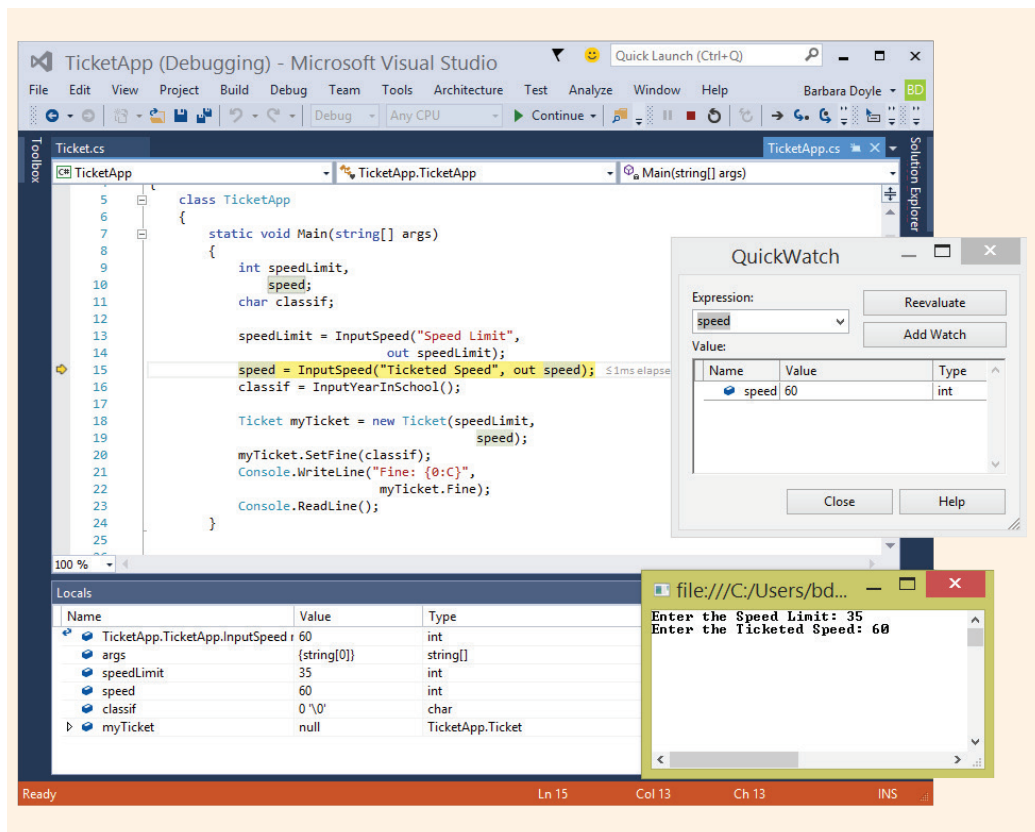 TicketApp (Debugging) - Microsoft Visual Studio
Quick Launch (Ctrl+Q)
File Edit View Project Build Debug Team Tools Architecture Test Analyze Window Help Barbara Doyle BD
Debug Any CPU Continue
Toolbox
Ticket.cs
TicketApp.cs
Solution Explorer
C# TicketApp TicketApp.TicketApp Main(string[] args)
5 class TicketApp
6 {
7 static void Main(string[] args)
8 {
9 int speedLimit,
10 speed;
11 char classif;
12
13 speedLimit = InputSpeed("Speed Limit",
14 out speedLimit);
15 speed = InputSpeed("Ticketed Speed", out speed); ≤1ms elapse
16 classif = InputYearInSchool();
17
18 Ticket myTicket = new Ticket(speedLimit,
19 speed);
20 myTicket.SetFine(classif);
21 Console.WriteLine("Fine: {0:C}",
22 myTicket.Fine);
23 Console.ReadLine();
24 }
25
100 %
QuickWatch
Expression:
Reevaluate
speed
Add Watch
Value:
Name Value Type
speed 60 int
Close Help
Locals
Name Value Type
TicketApp.TicketApp.InputSpeed r 60 int
args {string[0]} string[]
speedLimit 35 int
speed 60 int
classif 0 '\0' char
myTicket null TicketApp.Ticket
file:///C:/Users/bd...
Enter the Speed Limit: 35
Enter the Ticketed Speed: 60
Ready Ln 15 Col 13 Ch 13 INS